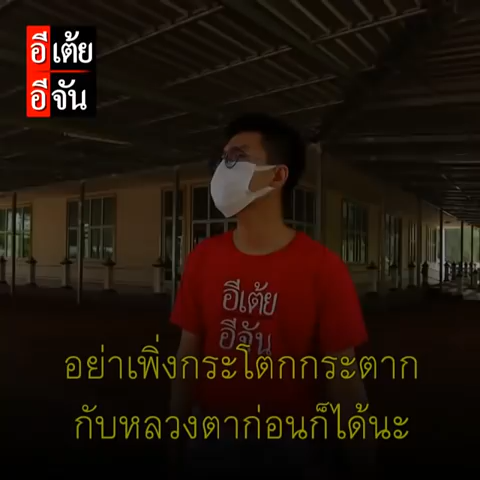 อีเต้ย
อีจัน
อีเต้ย
อีจัน
อย่าเพิ่งกระโตกกระตาก
กับหลวงตาก่อนก็ได้นะ